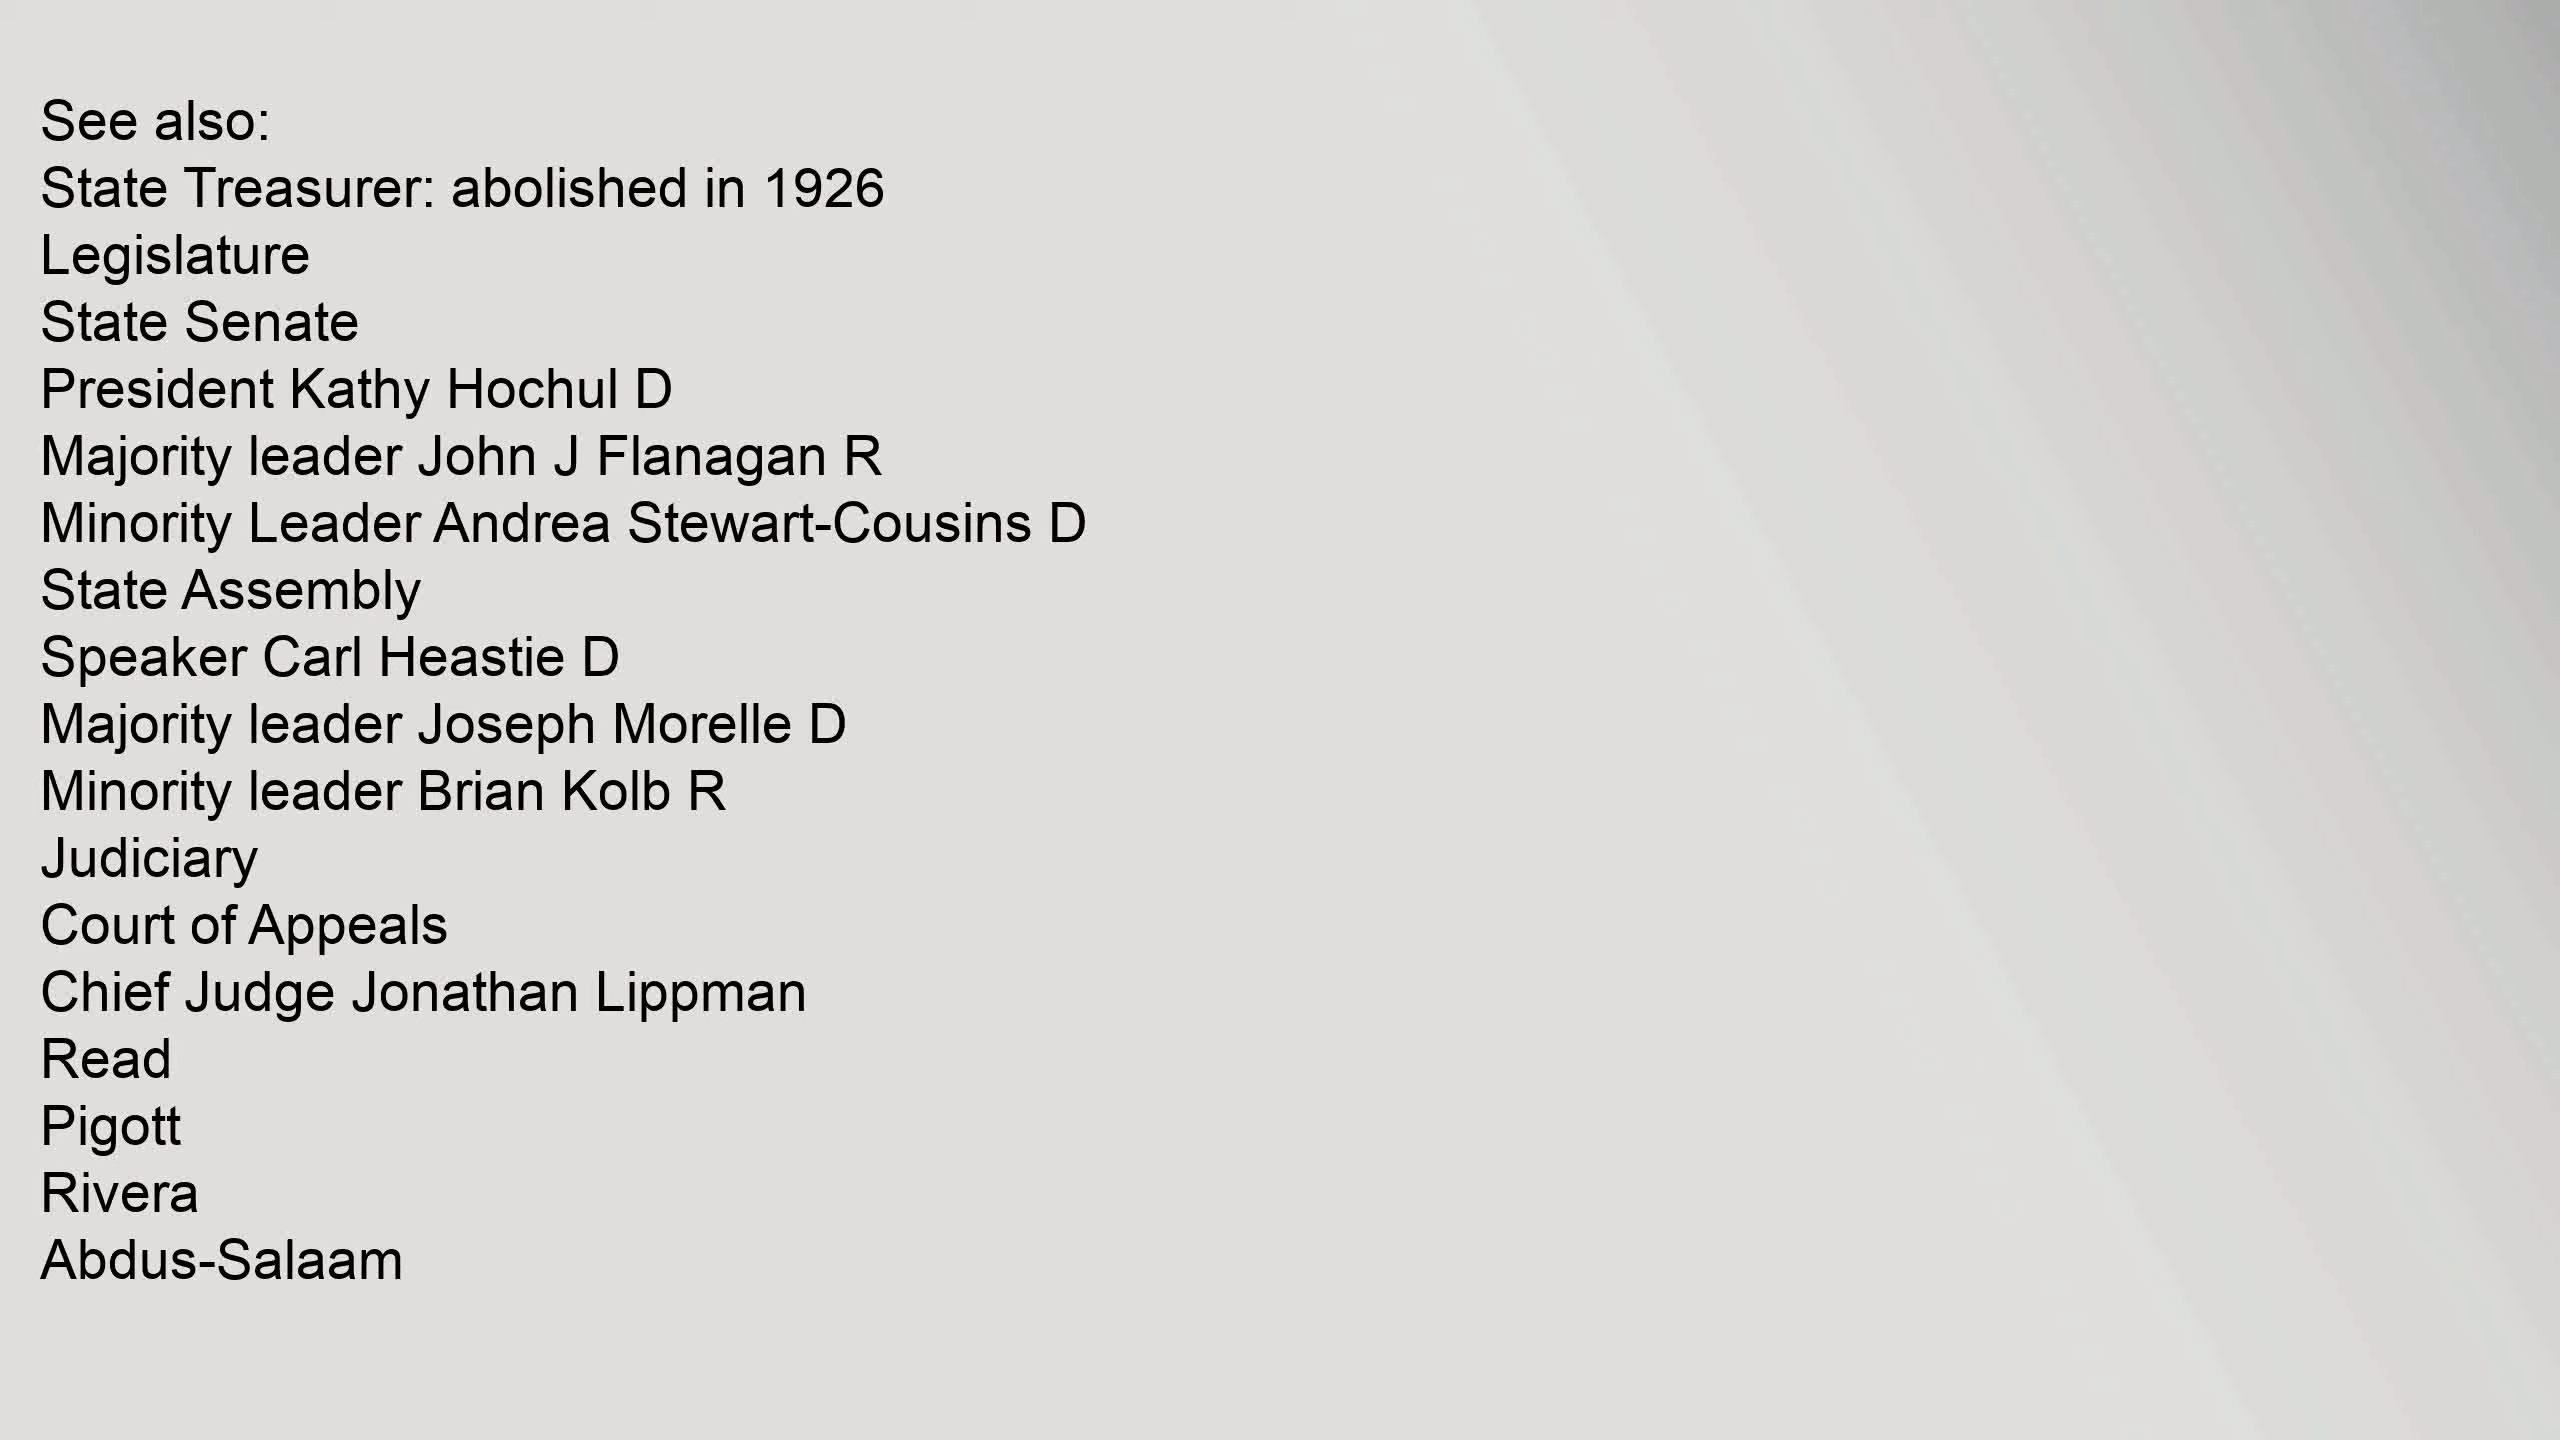 See also:
State Treasurer: abolished in 1926
Legislature
State Senate
President Kathy Hochul D
Majority leader John J Flanagan R
Minority Leader Andrea Stewart-Cousins D
State Assembly
Speaker Carl Heastie D
Majority leader Joseph Morelle D
Minority leader Brian Kolb R
Judiciary
Court of Appeals
Chief Judge Jonathan Lippman
Read
Pigott
Rivera
Abdus-Salaam